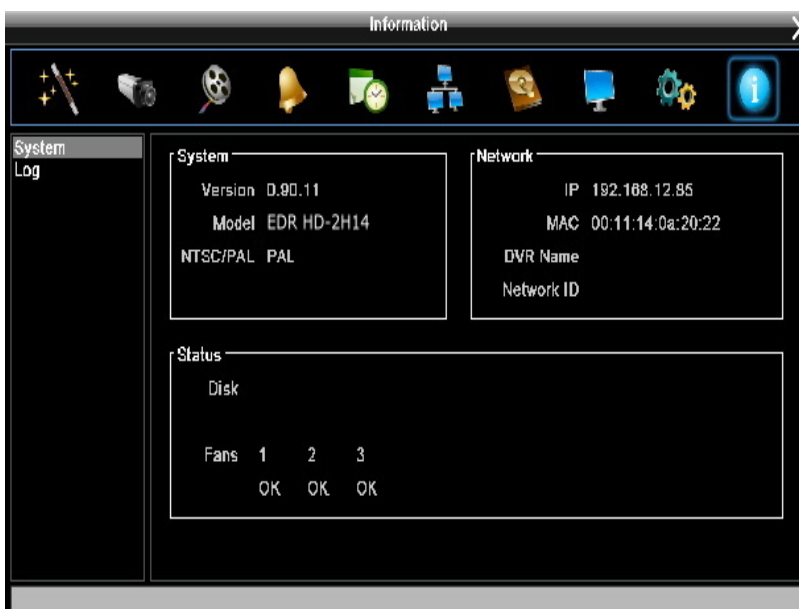 Information
System
Log
System
Version 0.90.11
Model EDR HD-2H14
NTSC/PAL PAL
Network
IP 192.168.12.85
MAC 00:11:14:0a:20:22
DVR Name
Network ID
Status
Disk
Fans 1 2 3
OK OK OK